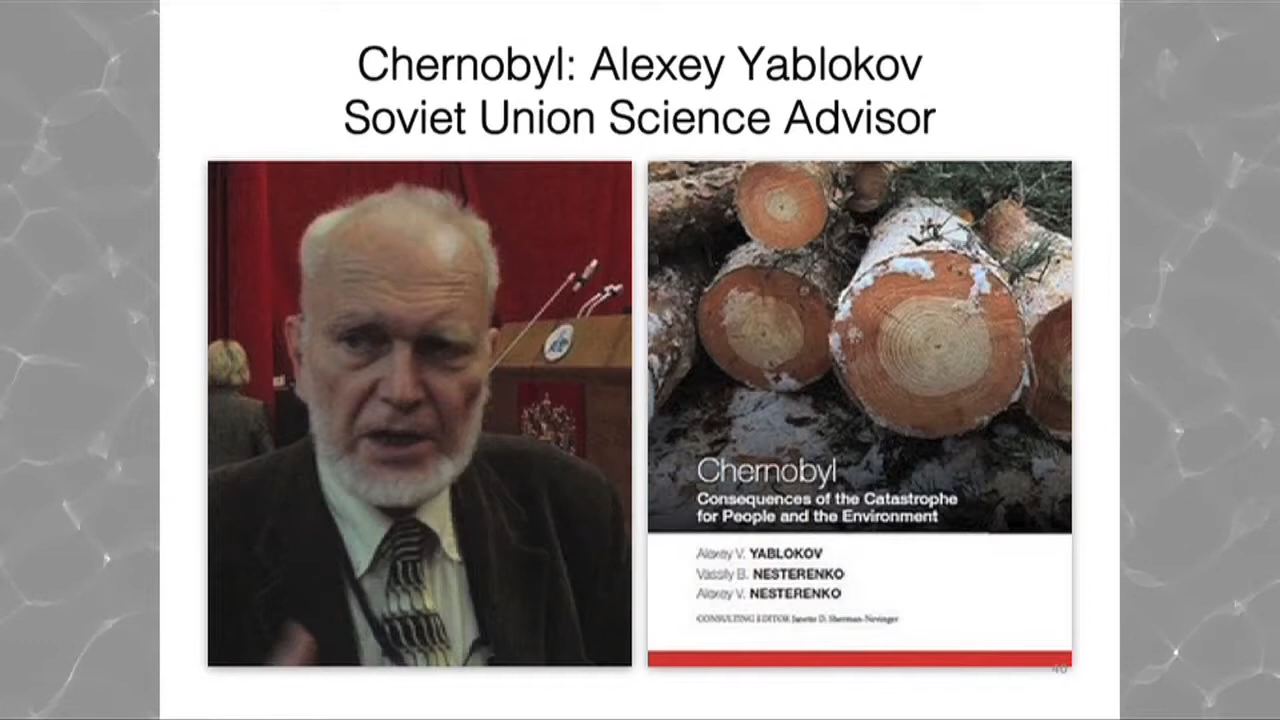 Chernobyl: Alexey Yablokov
Soviet Union Science Advisor
Chernobyl
Consequences of the Catastrophe
for People and the Environment
Alexey V. YABLOKOV
Vassily B. NESTERENKO
Alexey V. NESTERENKO
CONSULTING EDITOR Janette D. Sherman-Nevinger
40